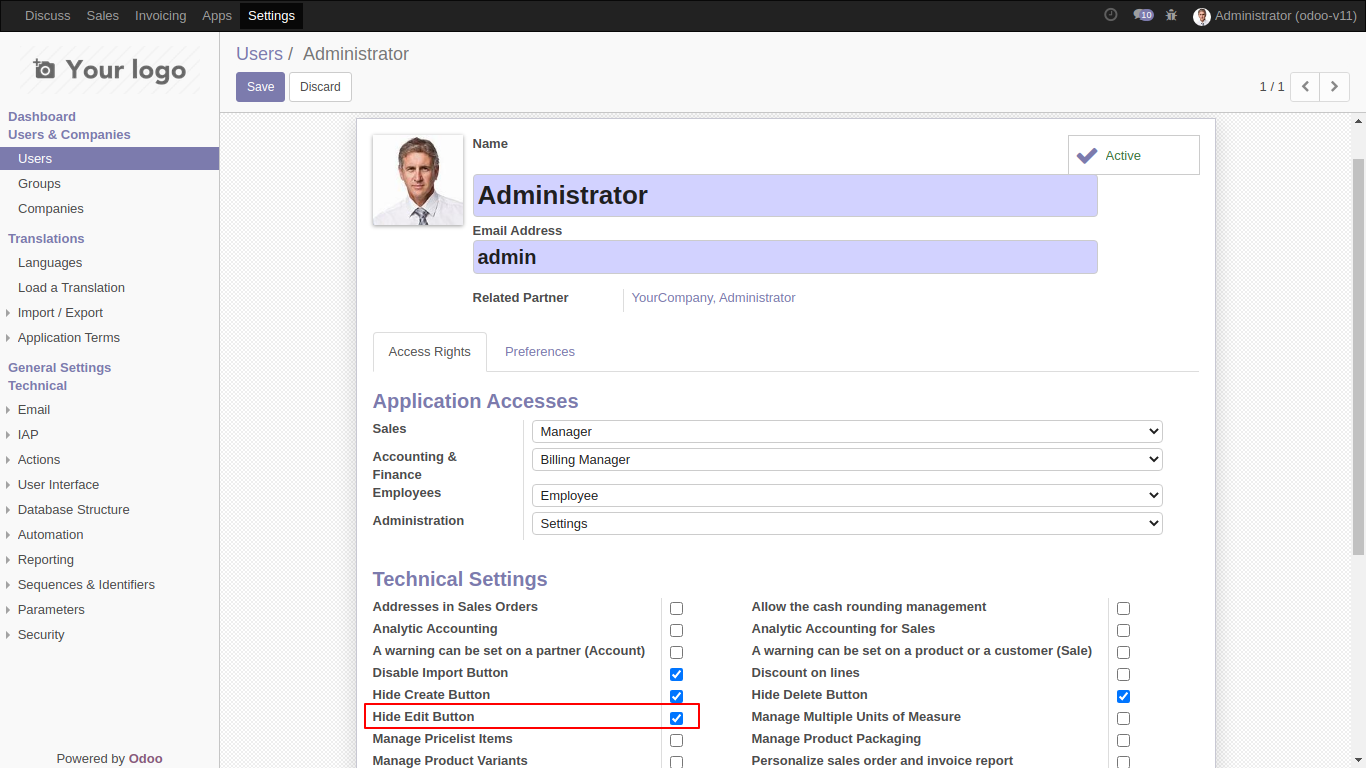 Discuss Sales Invoicing Apps Settings 10 Administrator (odoo-v11)
Your logo
Users / Administrator
Save Discard 1 / 1
Dashboard
Users & Companies
Users
Groups
Companies
Translations
Languages
Load a Translation
Import / Export
Application Terms
General Settings
Technical
Email
IAP
Actions
User Interface
Database Structure
Automation
Reporting
Sequences & Identifiers
Parameters
Security
Powered by Odoo
Name
Active
Administrator
Email Address
admin
Related Partner YourCompany, Administrator
Access Rights Preferences
Application Accesses
Sales Manager
Accounting & Billing Manager
Finance
Employees Employee
Administration Settings
Technical Settings
Addresses in Sales Orders Allow the cash rounding management
Analytic Accounting Analytic Accounting for Sales
A warning can be set on a partner (Account) A warning can be set on a product or a customer (Sale)
Disable Import Button Discount on lines
Hide Create Button Hide Delete Button
Hide Edit Button Manage Multiple Units of Measure
Manage Pricelist Items Manage Product Packaging
Manage Product Variants Personalize sales order and invoice report